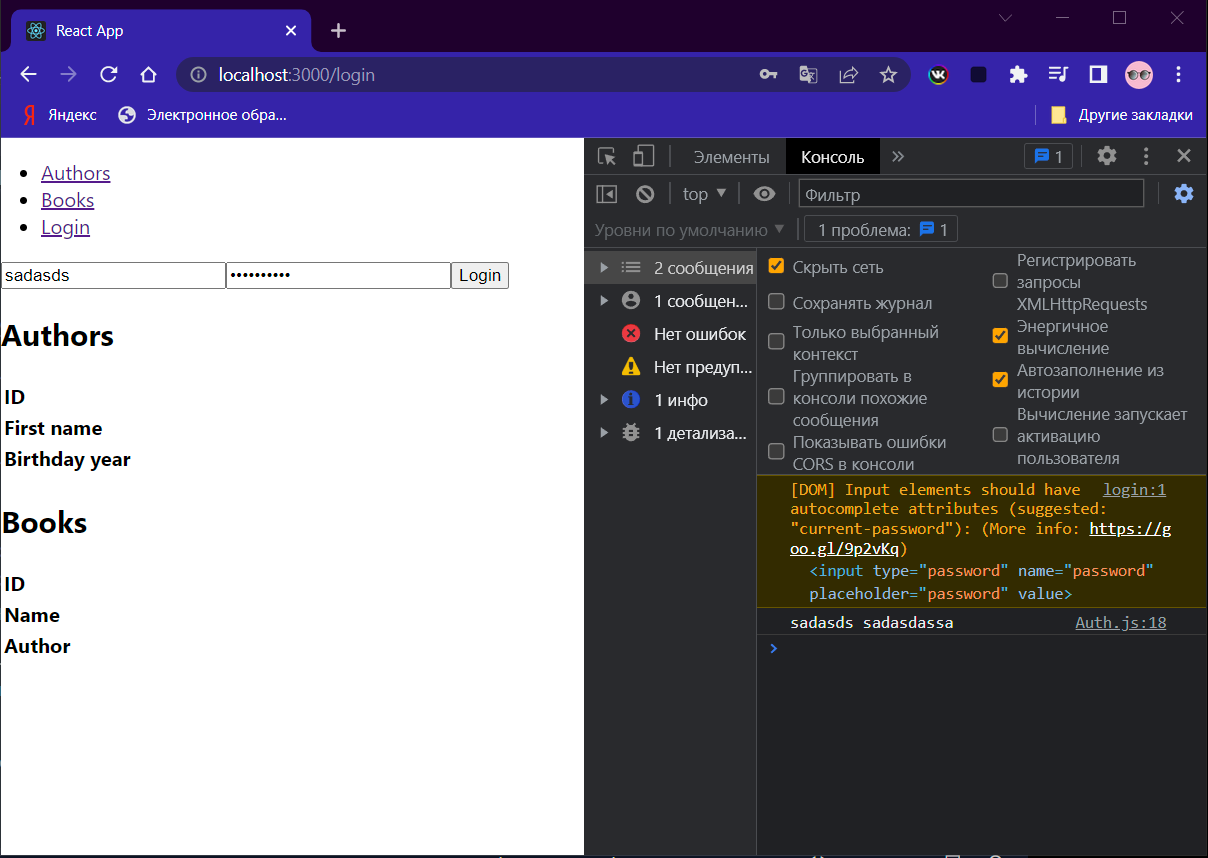 React App
localhost:3000/login
Яндекс
Электронное обра...
Другие закладки
Authors
Books
Login
sadasds
••••••••••
Login
Authors
ID
First name
Birthday year
Books
ID
Name
Author
Элементы
Консоль
1
top
Фильтр
Уровни по умолчанию
1 проблема:
1
2 сообщения
1 сообщен...
Нет ошибок
Нет предуп...
1 инфо
1 детализа...
Скрыть сеть
Сохранять журнал
Только выбранный
контекст
Группировать в
консоли похожие
сообщения
Показывать ошибки
CORS в консоли
Регистрировать
запросы
XMLHttpRequests
Энергичное
вычисление
Автозаполнение из
истории
Вычисление запускает
активацию
пользователя
[DOM] Input elements should have login:1
autocomplete attributes (suggested:
"current-password"): (More info: https://g
oo.gl/9p2vKq)
<input type="password" name="password"
placeholder="password" value>
sadasds sadasdassa Auth.js:18